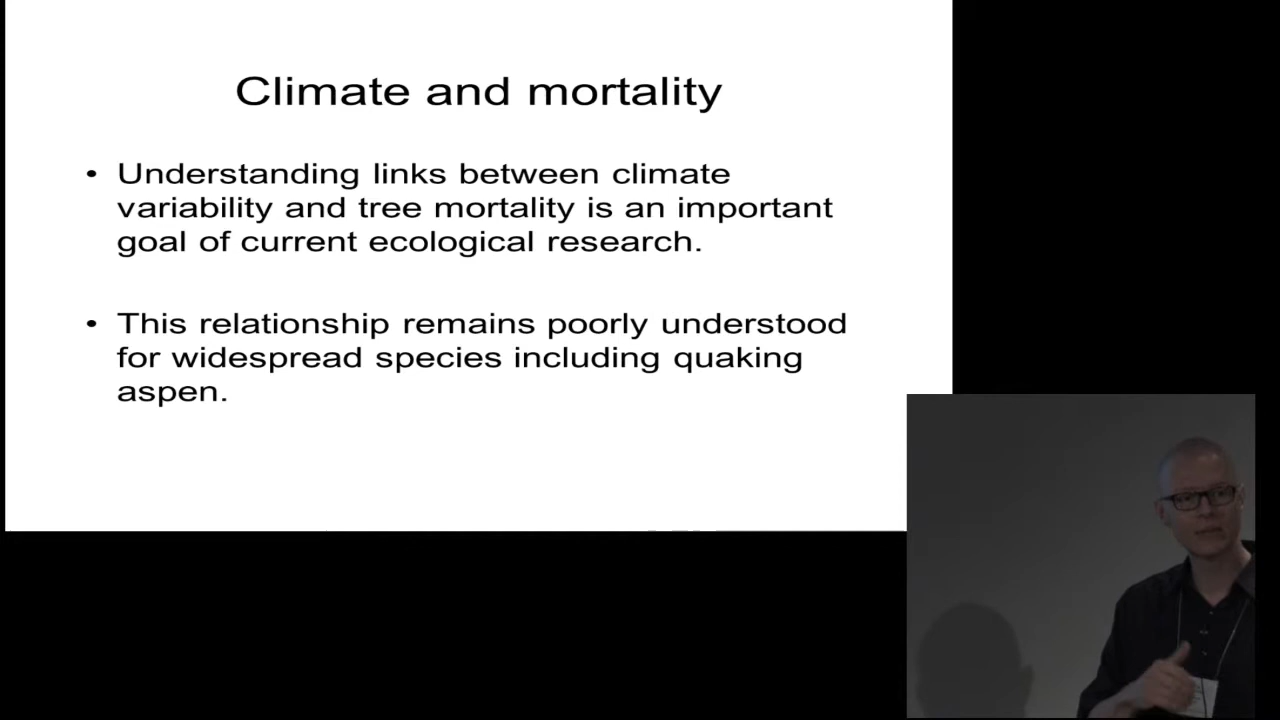 Climate and mortality
• Understanding links between climate
variability and tree mortality is an important
goal of current ecological research.
• This relationship remains poorly understood
for widespread species including quaking
aspen.